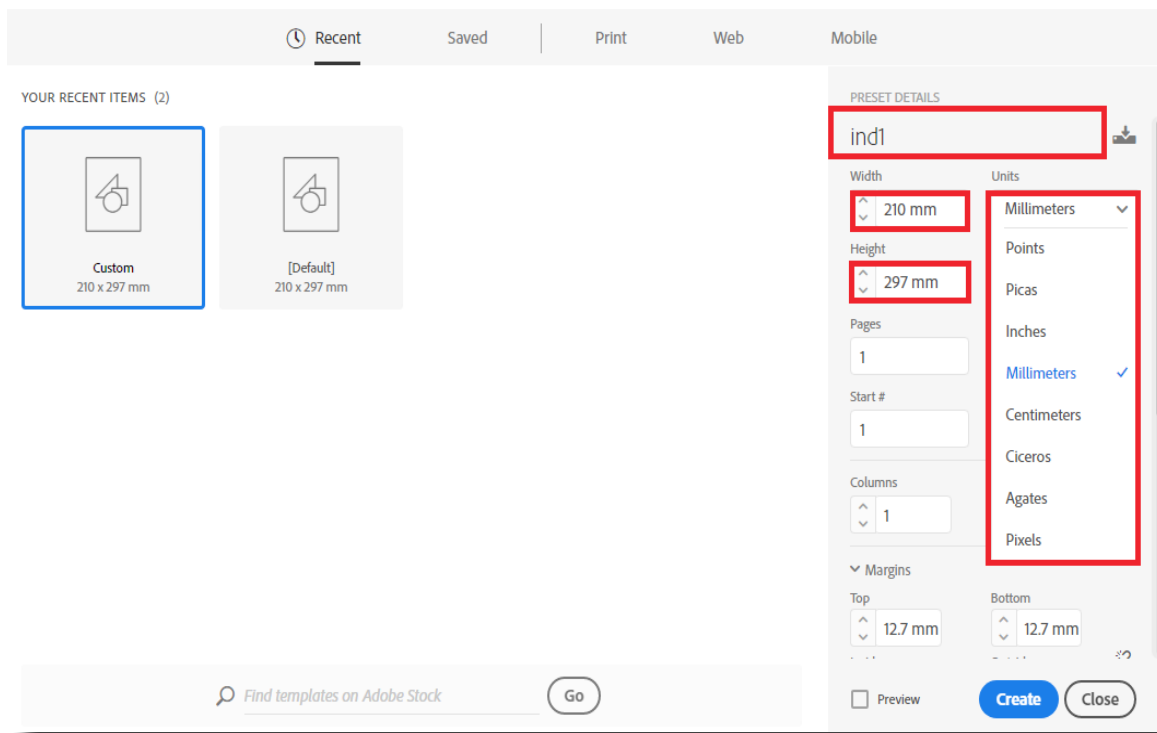 Recent Saved Print Web Mobile
YOUR RECENT ITEMS (2)
Custom
210 x 297 mm
[Default]
210 x 297 mm
PRESET DETAILS
ind1
Width Units
210 mm Millimeters
Height Points
297 mm Picas
Pages Inches
1 Millimeters
Start # Centimeters
1 Ciceros
Columns Agates
1 Pixels
Margins
Top Bottom
12.7 mm 12.7 mm
Find templates on Adobe Stock Go
Preview Create Close